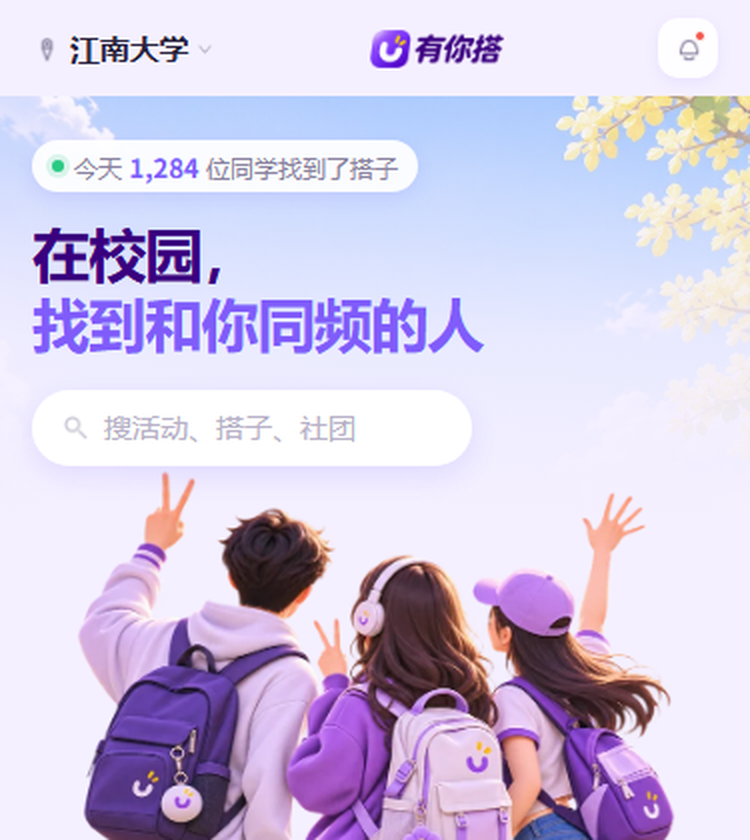 江南大学
有你搭
今天 1,284 位同学找到了搭子
在校园,
找到和你同频的人
搜活动、搭子、社团